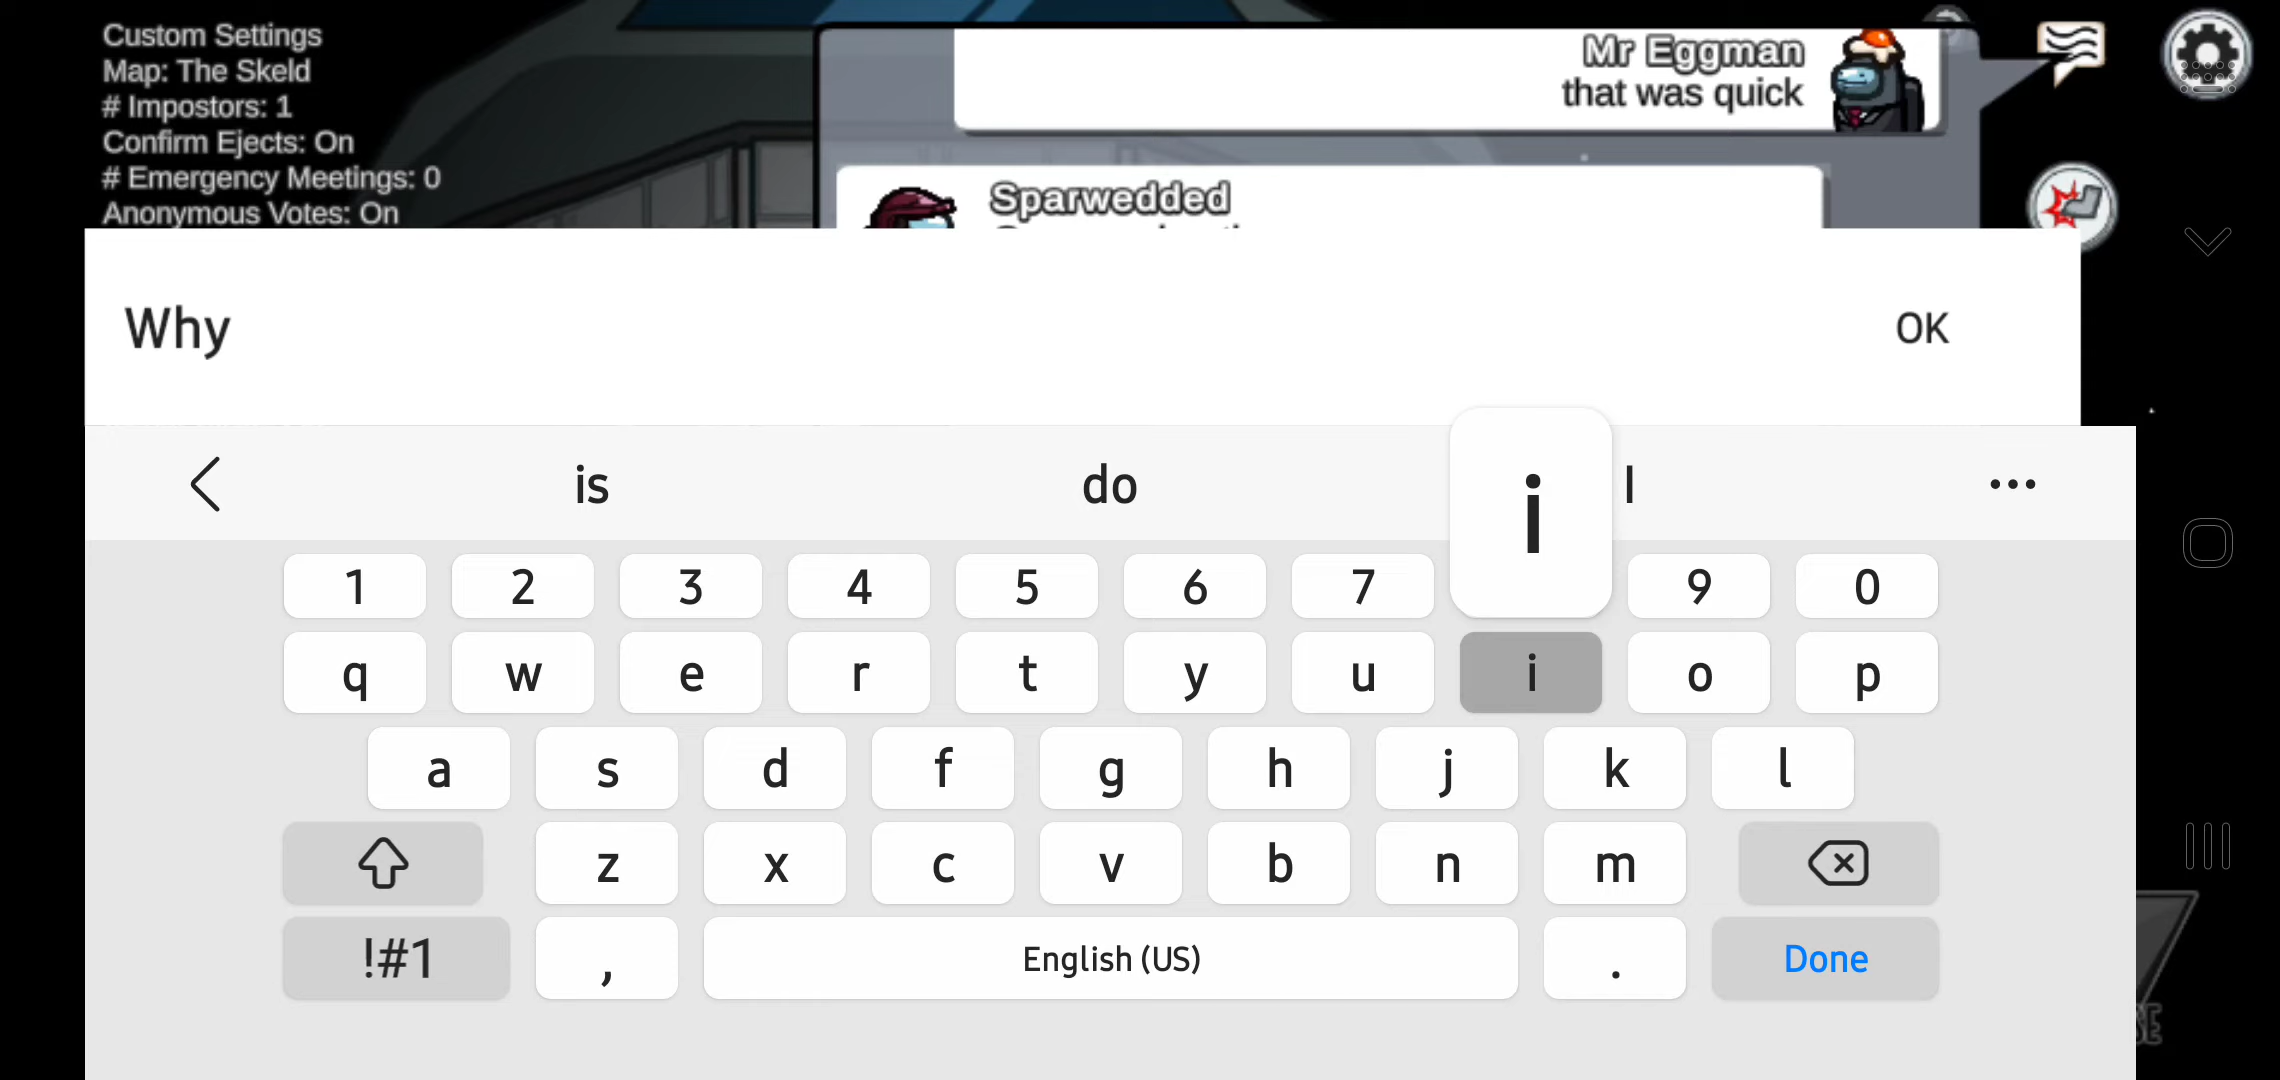 Custom Settings
Map: The Skeld
# Impostors: 1
Confirm Ejects: On
# Emergency Meetings: 0
Anonymous Votes: On
Mr Eggman
that was quick
Sparwedded
Why
OK
is
do
i
I
1 2 3 4 5 6 7 9 0
q w e r t y u i o p
a s d f g h j k l
z x c v b n m
!#1 , English (US) . Done